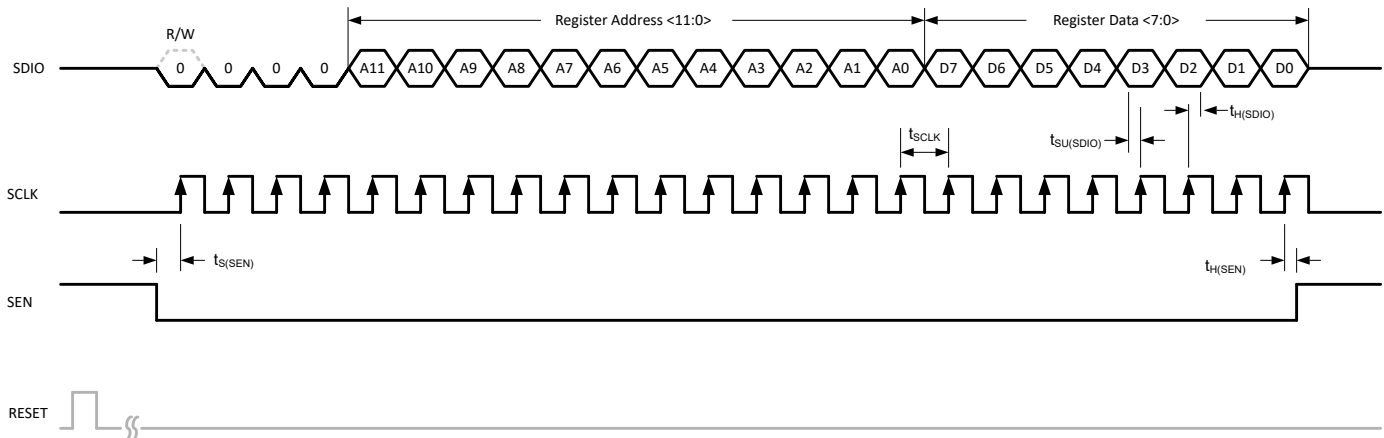 Register Address <11:0> Register Data <7:0>
R/W
SDIO 0 0 0 0 A11 A10 A9 A8 A7 A6 A5 A4 A3 A2 A1 A0 D7 D6 D5 D4 D3 D2 D1 D0
tH(SDIO)
tSCLK
tSU(SDIO)
SCLK
tS(SEN) tH(SEN)
SEN
RESET